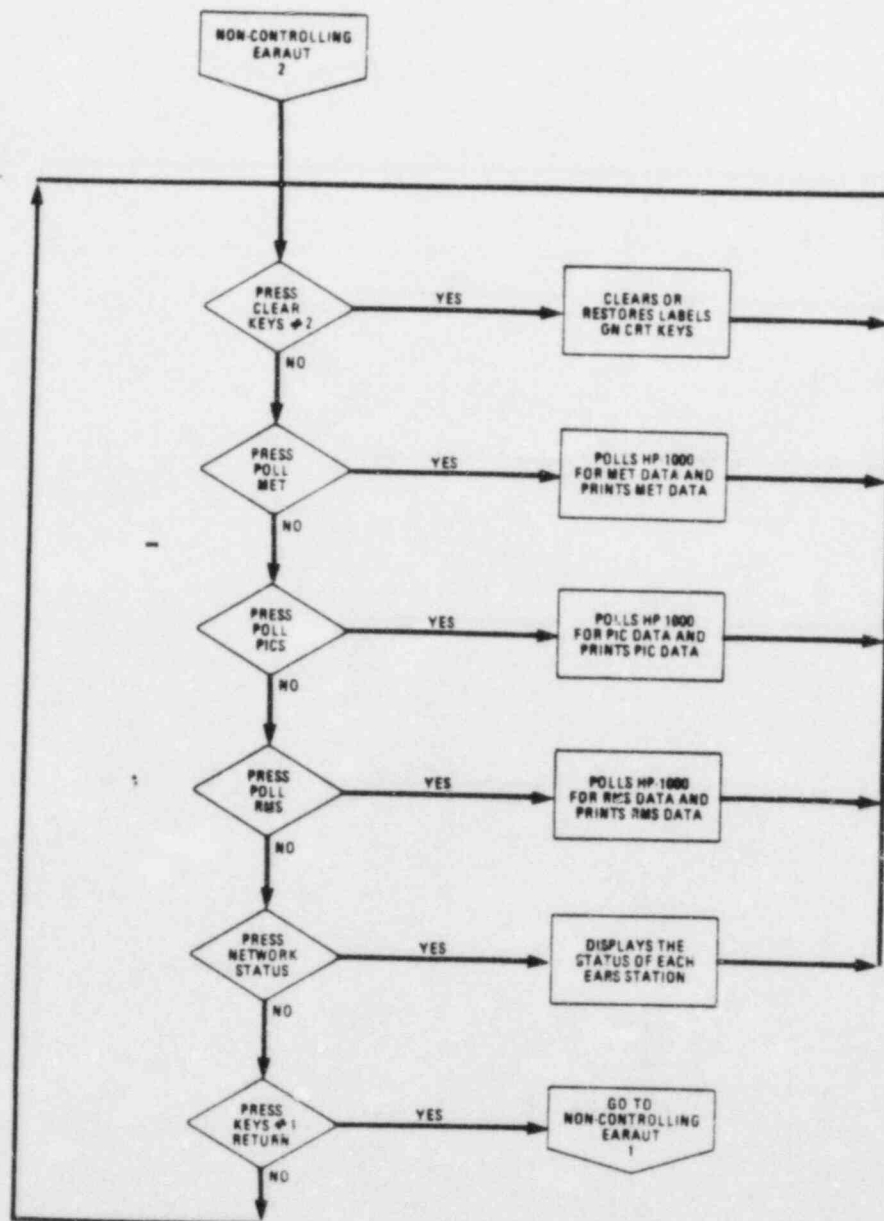 NON-CONTROLLING
EARAUT
2
PRESS
CLEAR
KEYS #2
YES
CLEARS OR
RESTORES LABELS
ON CRT KEYS
NO
PRESS
POLL
MET
YES
POLLS HP 1000
FOR MET DATA AND
PRINTS MET DATA
NO
PRESS
POLL
PICS
YES
POLLS HP 1000
FOR PIC DATA AND
PRINTS PIC DATA
NO
PRESS
POLL
RMS
YES
POLLS HP-1000
FOR RMS DATA AND
PRINTS RMS DATA
NO
PRESS
NETWORK
STATUS
YES
DISPLAYS THE
STATUS OF EACH
EARS STATION
NO
PRESS
KEYS #1
RETURN
YES
GO TO
NON-CONTROLLING
EARAUT
1
NO